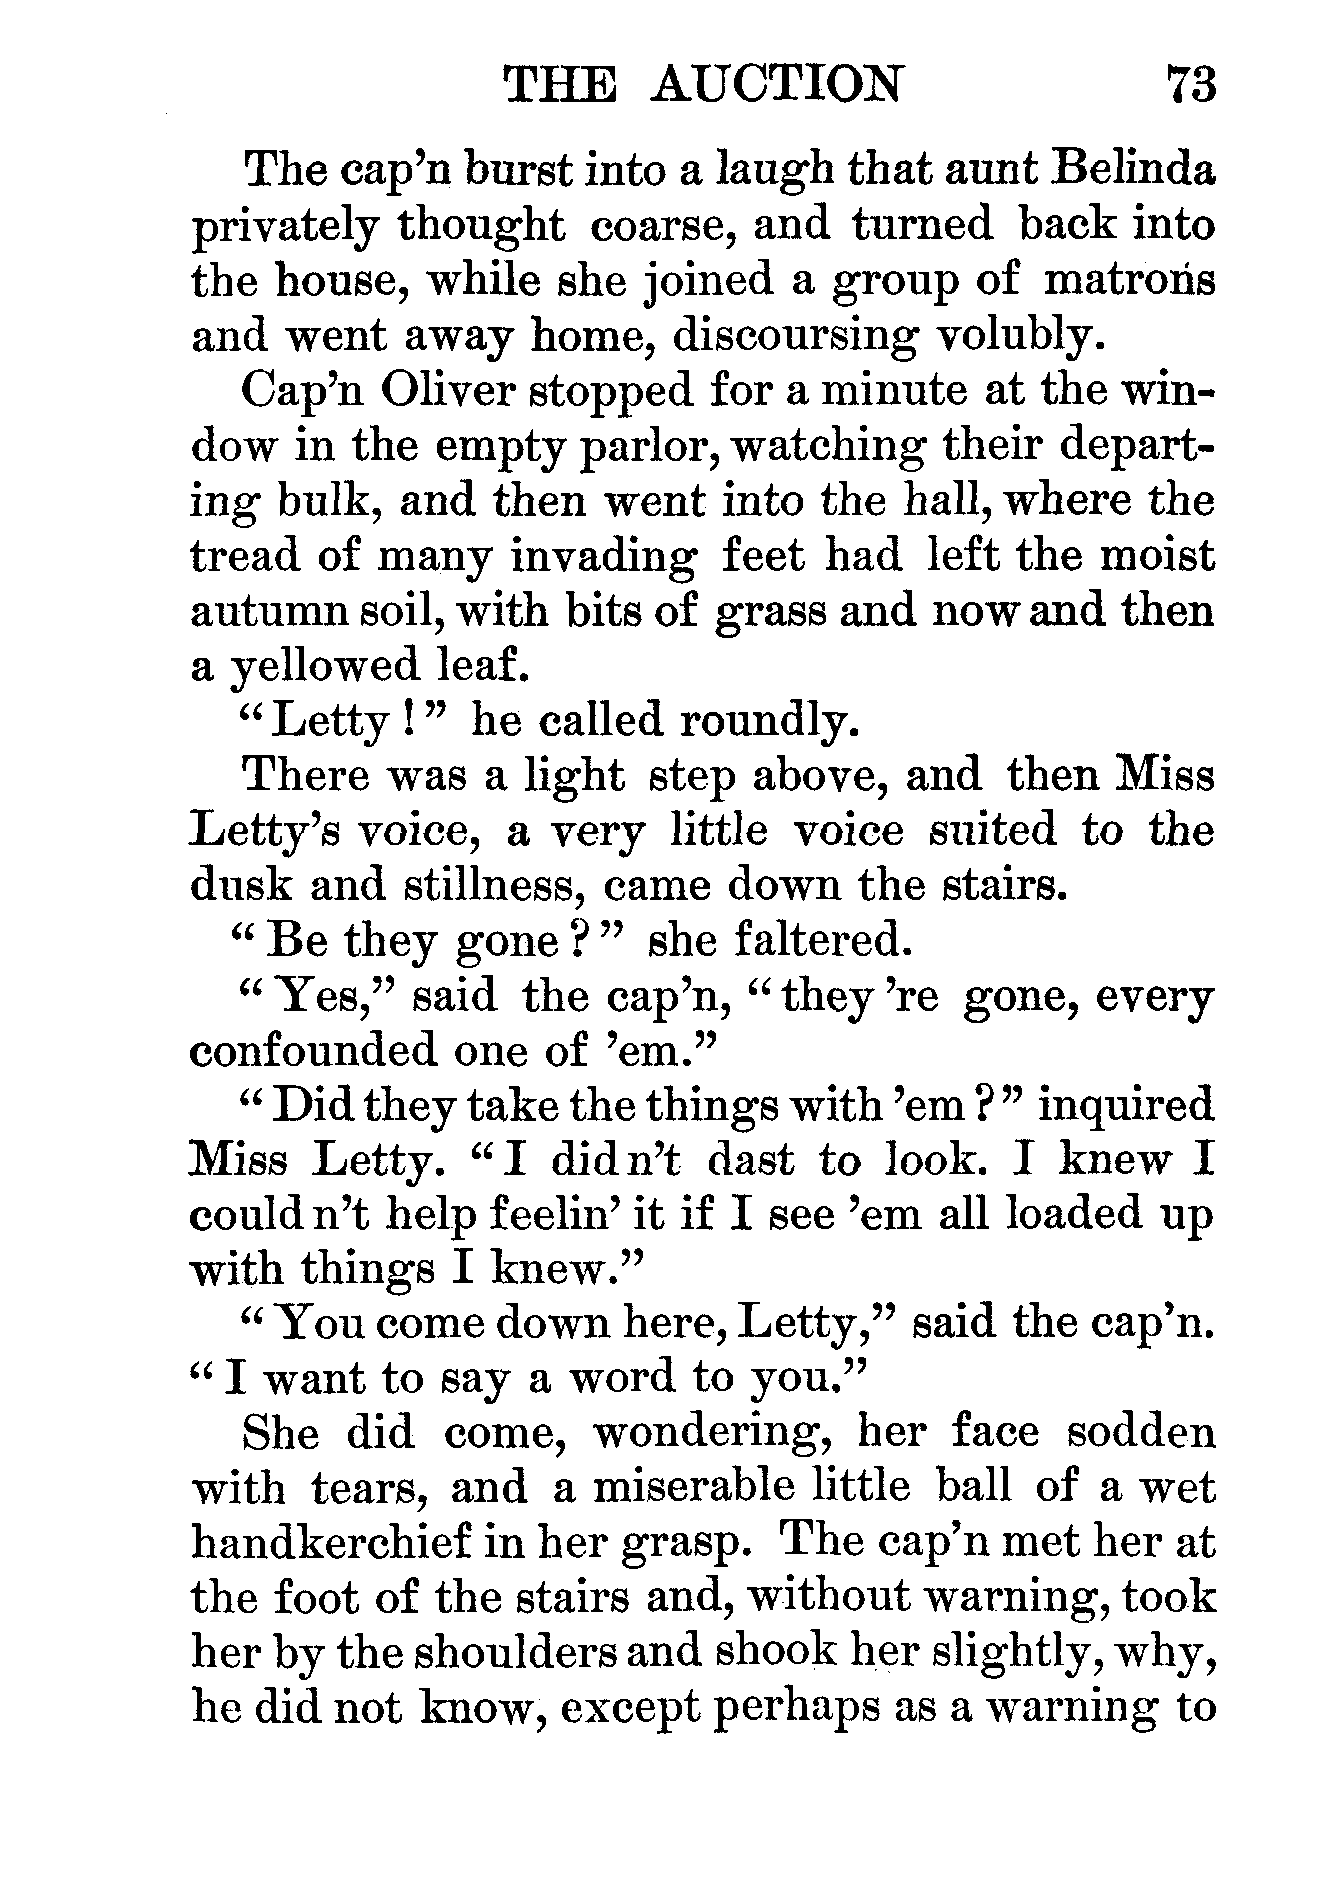 THE AUCTION 73
The cap'n burst into a laugh that aunt Belinda
privately thought coarse, and turned back into
the house, while she joined a group of matrons
and went away home, discoursing volubly.
Cap'n Oliver stopped for a minute at the win-
dow in the empty parlor, watching their depart-
ing bulk, and then went into the hall, where the
tread of many invading feet had left the moist
autumn soil, with bits of grass and now and then
a yellowed leaf.
“Letty!” he called roundly.
There was a light step above, and then Miss
Letty's voice, a very little voice suited to the
dusk and stillness, came down the stairs.
“Be they gone?” she faltered.
“Yes,” said the cap'n, “they 're gone, every
confounded one of 'em.”
“Did they take the things with 'em?” inquired
Miss Letty. “I did n't dast to look. I knew I
could n't help feelin' it if I see 'em all loaded up
with things I knew.”
“You come down here, Letty,” said the cap'n.
“I want to say a word to you.”
She did come, wondering, her face sodden
with tears, and a miserable little ball of a wet
handkerchief in her grasp. The cap'n met her at
the foot of the stairs and, without warning, took
her by the shoulders and shook her slightly, why,
he did not know, except perhaps as a warning to